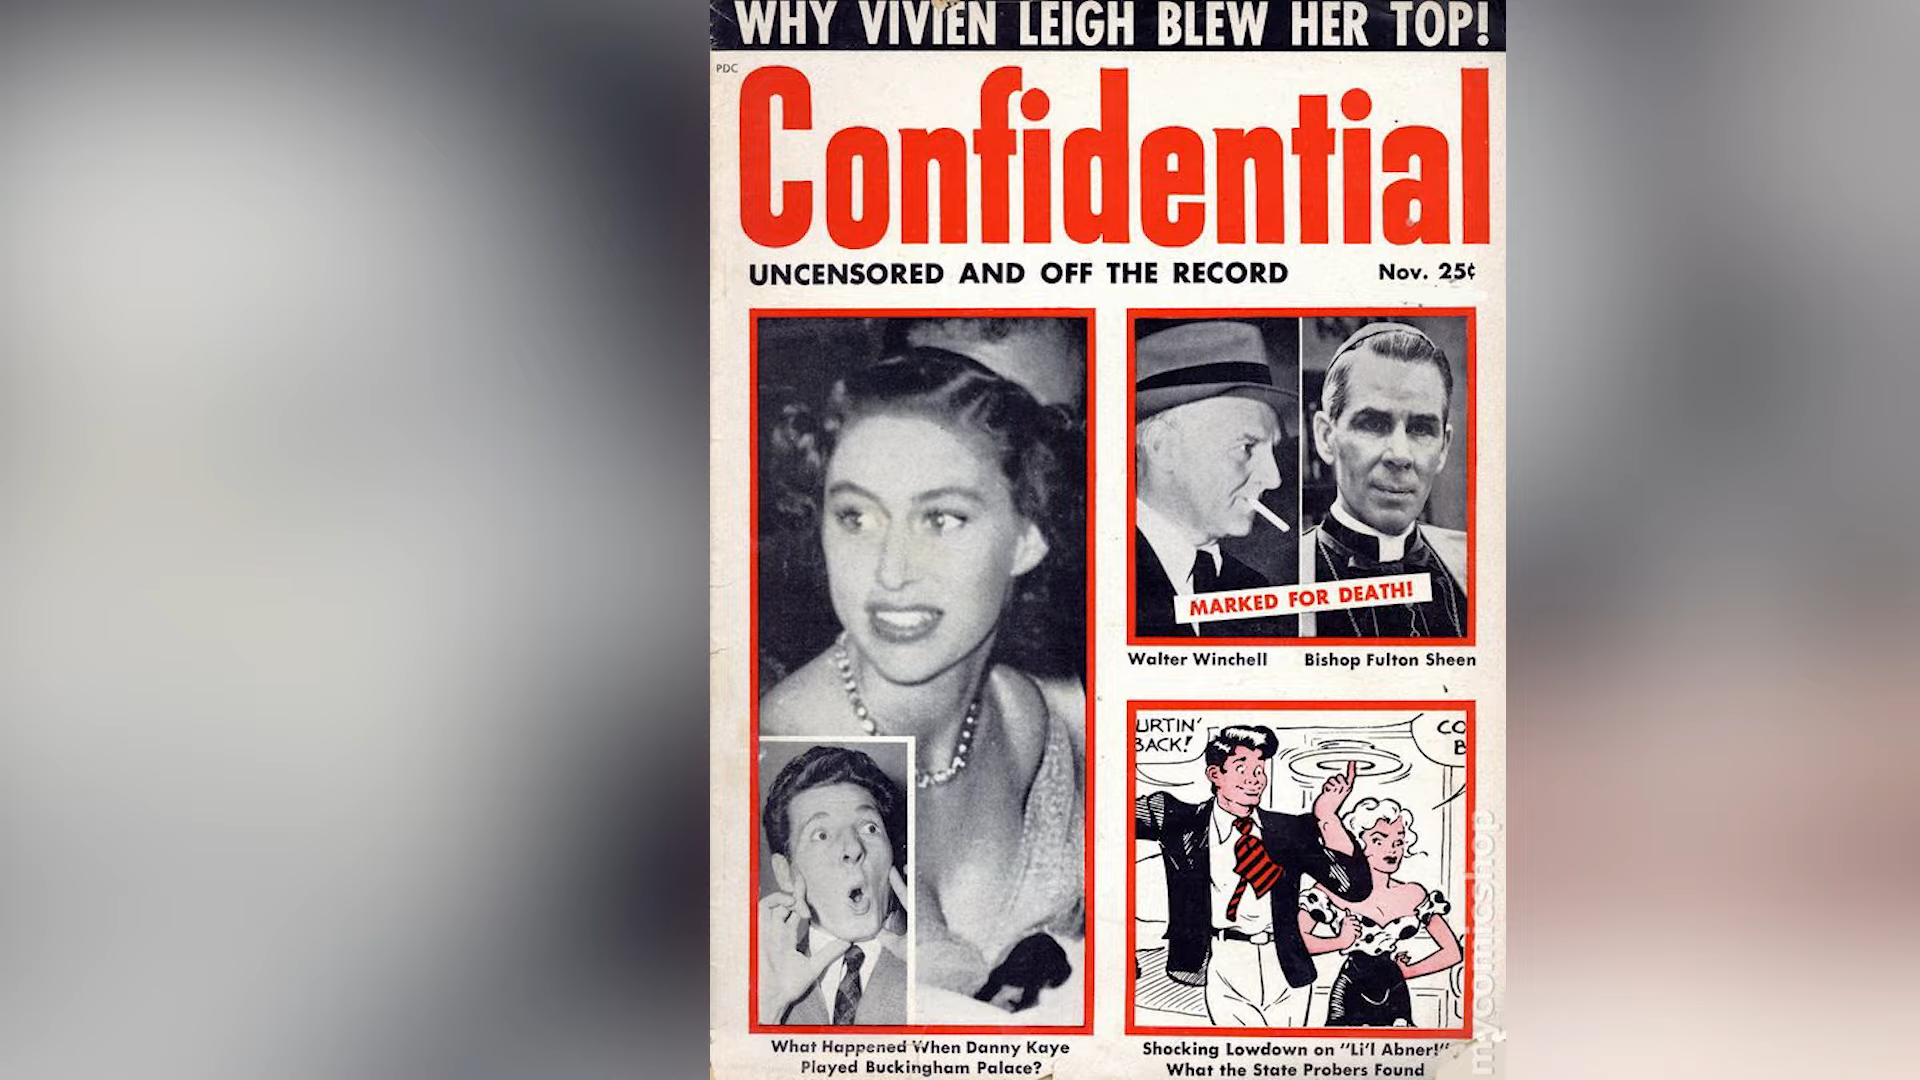 WHY VIVIEN LEIGH BLEW HER TOP!
PDC
Confidential
UNCENSORED AND OFF THE RECORD
Nov. 25¢
MARKED FOR DEATH!
Walter Winchell
Bishop Fulton Sheen
URTIN'
BACK!
CO
B
What Happened When Danny Kaye
Played Buckingham Palace?
Shocking Lowdown on "Li'l Abner!"
What the State Probers Found
mycomicshop